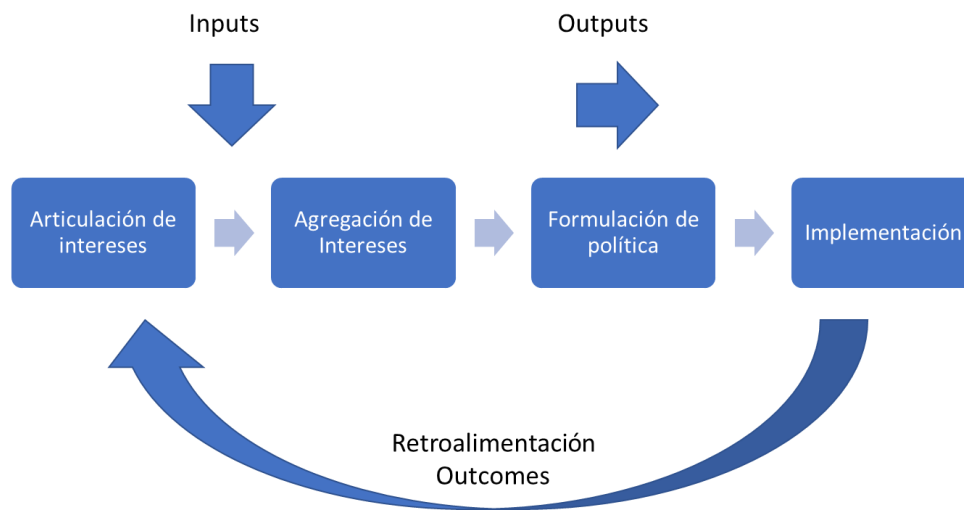 Inputs
Outputs
Articulación de
intereses
Agregación de
Intereses
Formulación de
política
Implementación
Retroalimentación
Outcomes